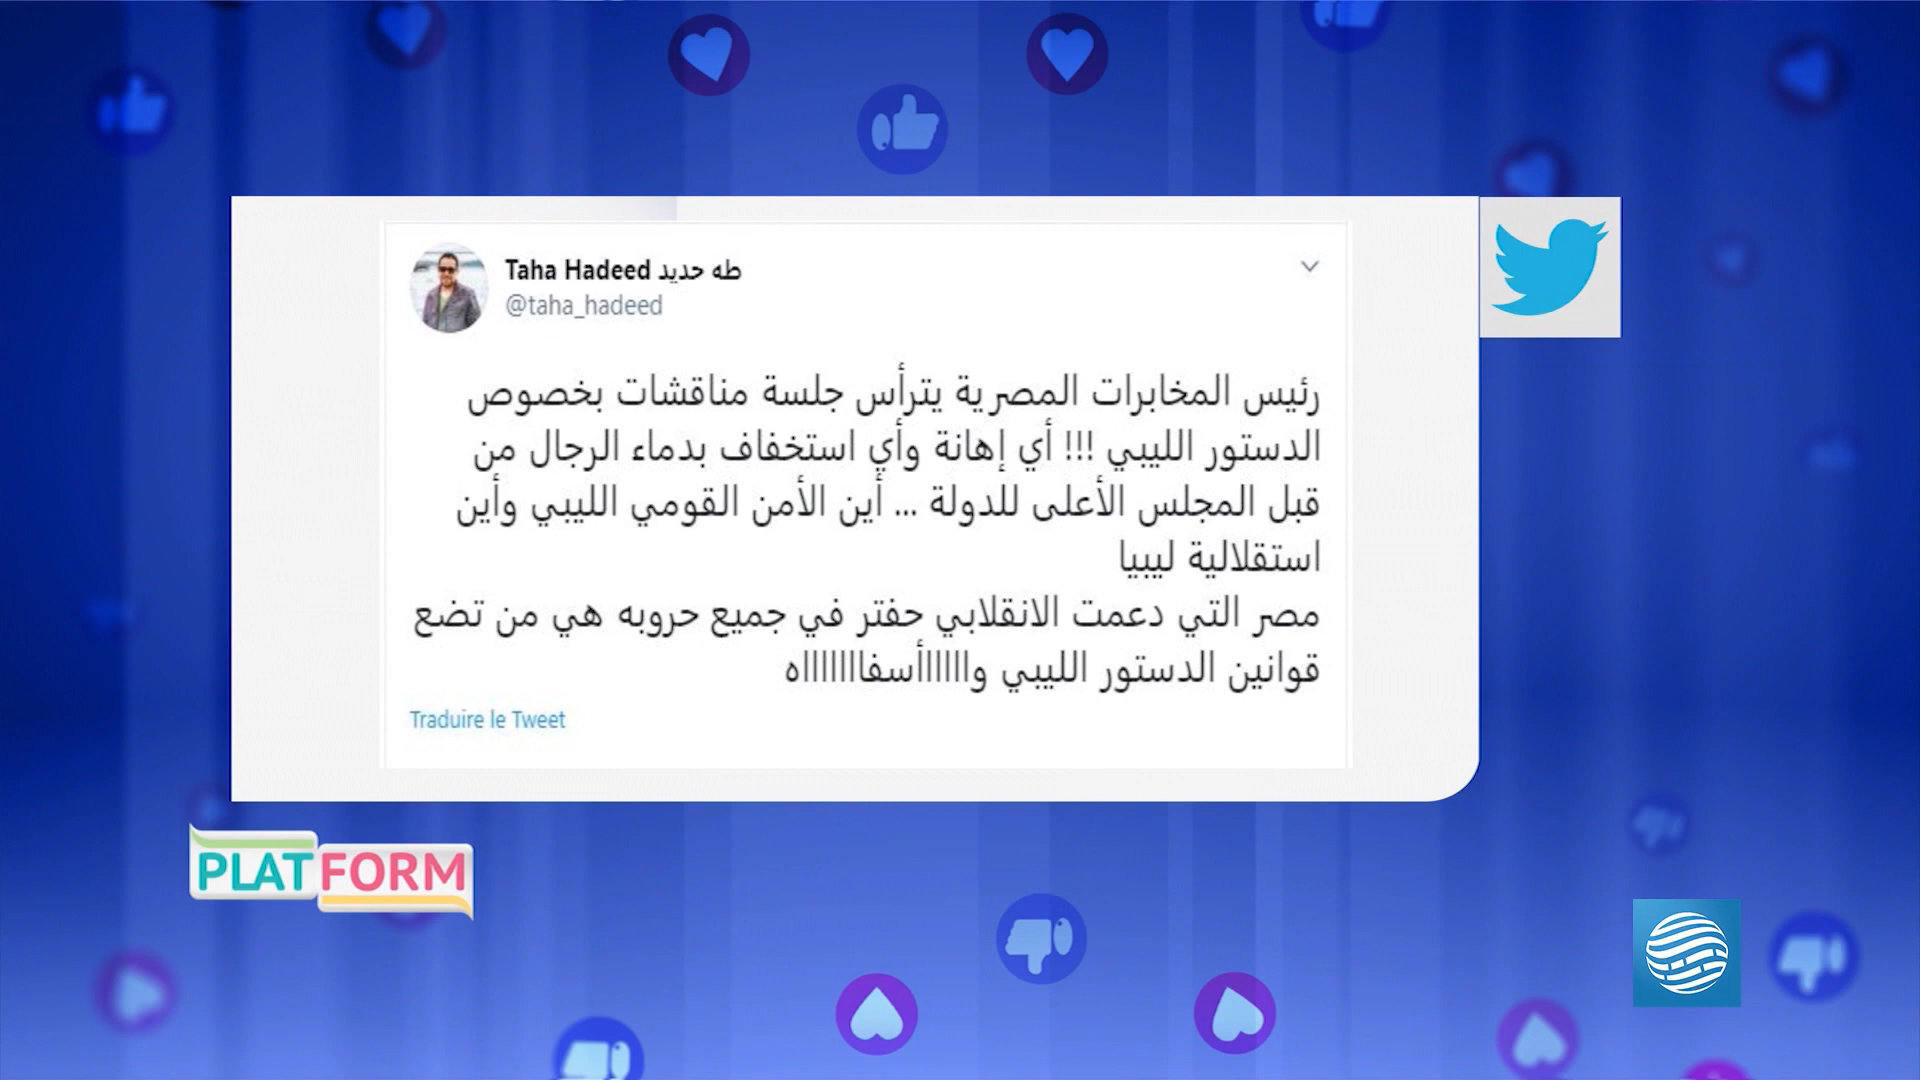 Taha Hadeed طه حديد
@taha_hadeed
رئيس المخابرات المصرية يترأس جلسة مناقشات بخصوص
الدستور الليبي !!! أي إهانة وأي استخفاف بدماء الرجال من
قبل المجلس الأعلى للدولة ... أين الأمن القومي الليبي وأين
استقلالية ليبيا
مصر التي دعمت الانقلابي حفتر في جميع حروبه هي من تضع
قوانين الدستور الليبي وااااااأسفاااااااه
Traduire le Tweet
PLATFORM